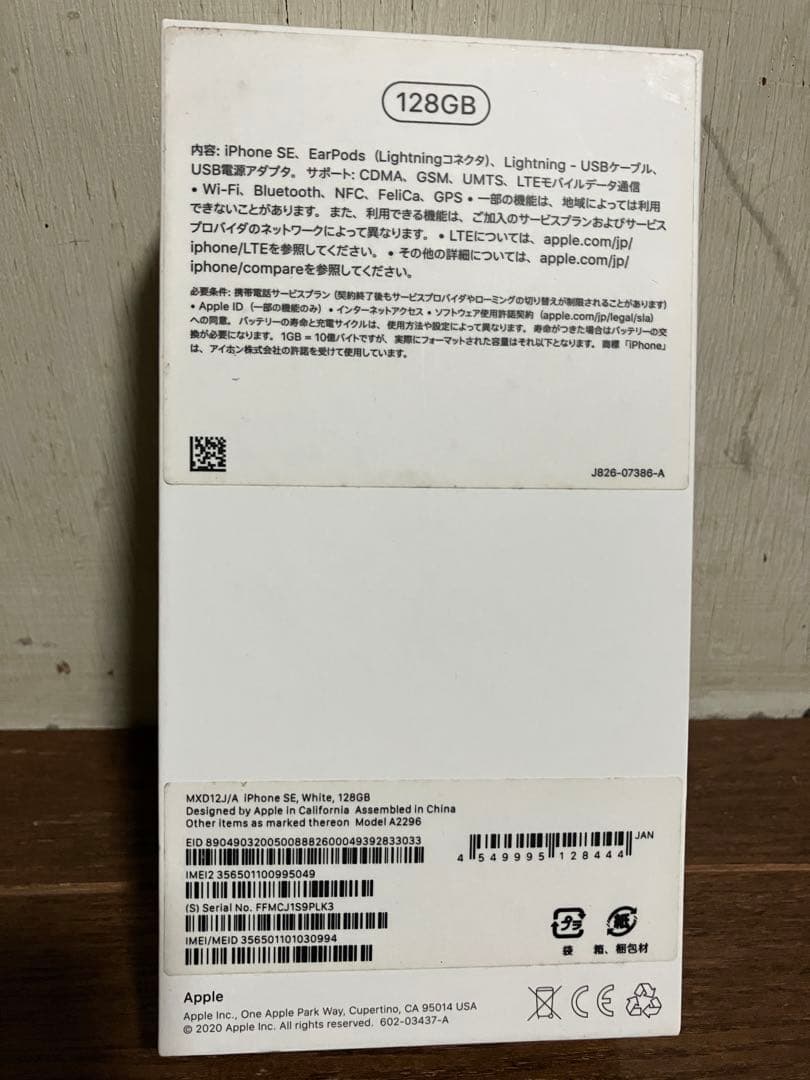 128GB
内容: iPhone SE、EarPods（Lightningコネクタ）、Lightning - USBケーブル、
USB電源アダプタ。 サポート: CDMA、GSM、UMTS、LTEモバイルデータ通信
• Wi-Fi、Bluetooth、NFC、FeliCa、GPS • 一部の機能は、地域によっては利用
できないことがあります。また、利用できる機能は、ご加入のサービスプランおよびサービス
プロバイダのネットワークによって異なります。 • LTEについては、apple.com/jp/
iphone/LTEを参照してください。 • その他の詳細については、apple.com/jp/
iphone/compareを参照してください。
必要条件: 携帯電話サービスプラン（契約終了後もサービスプロバイダやローミングの切り替えが制限されることがあります）
• Apple ID（一部の機能のみ）• インターネットアクセス • ソフトウェア使用許諾契約（apple.com/jp/legal/sla）
への同意。 バッテリーの寿命と充電サイクルは、使用方法や設定によって異なります。 寿命がつきた場合はバッテリーの交
換が必要になります。 1GB = 10億バイトですが、実際にフォーマットされた容量はそれ以下となります。 商標「iPhone」
は、アイホン株式会社の許諾を受けて使用しています。
J826-07386-A
MXD12J/A iPhone SE, White, 128GB
Designed by Apple in California Assembled in China
Other items as marked thereon Model A2296
EID 89049032005008882600049392833033
JAN
4 549995 128444
IMEI2 356501100995049
(S) Serial No. FFMCJ1S9PLK3
IMEI/MEID 356501101030994
プラ
紙
袋 箱、梱包材
Apple
Apple Inc., One Apple Park Way, Cupertino, CA 95014 USA
© 2020 Apple Inc. All rights reserved. 602-03437-A
CE